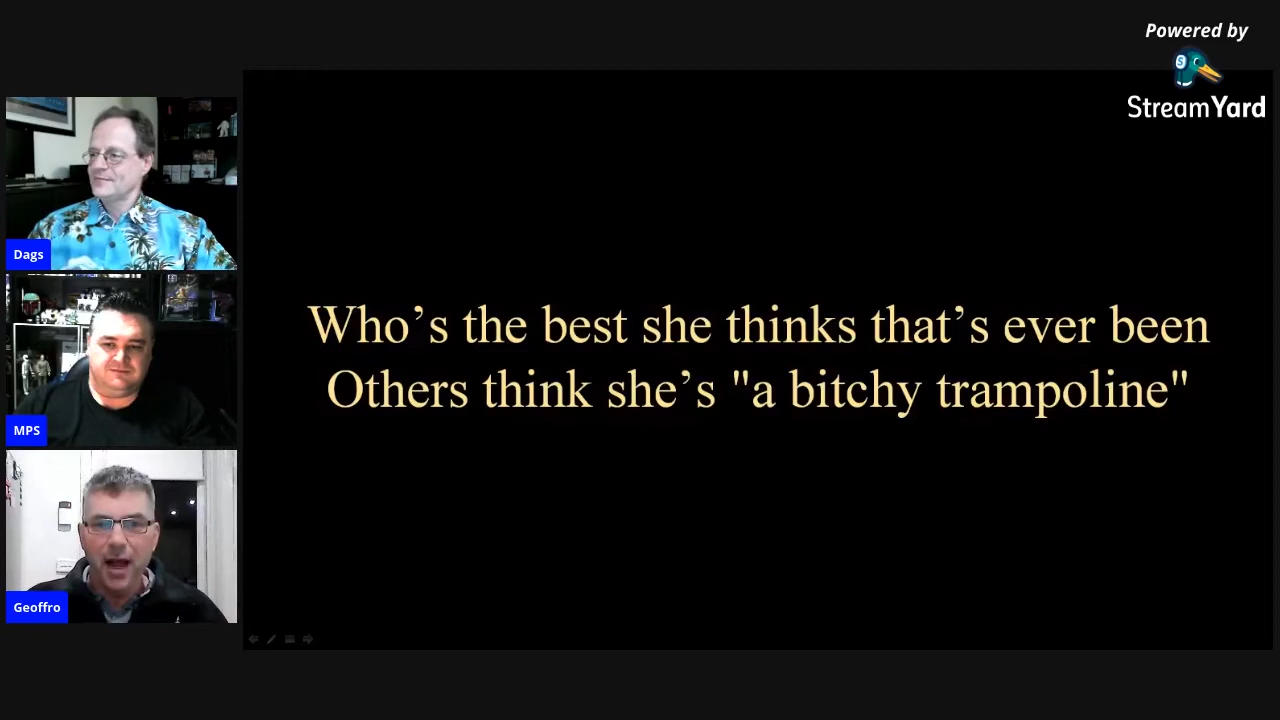 Powered by
StreamYard
Dags
MPS
Geoffro
Who’s the best she thinks that’s ever been
Others think she’s "a bitchy trampoline"